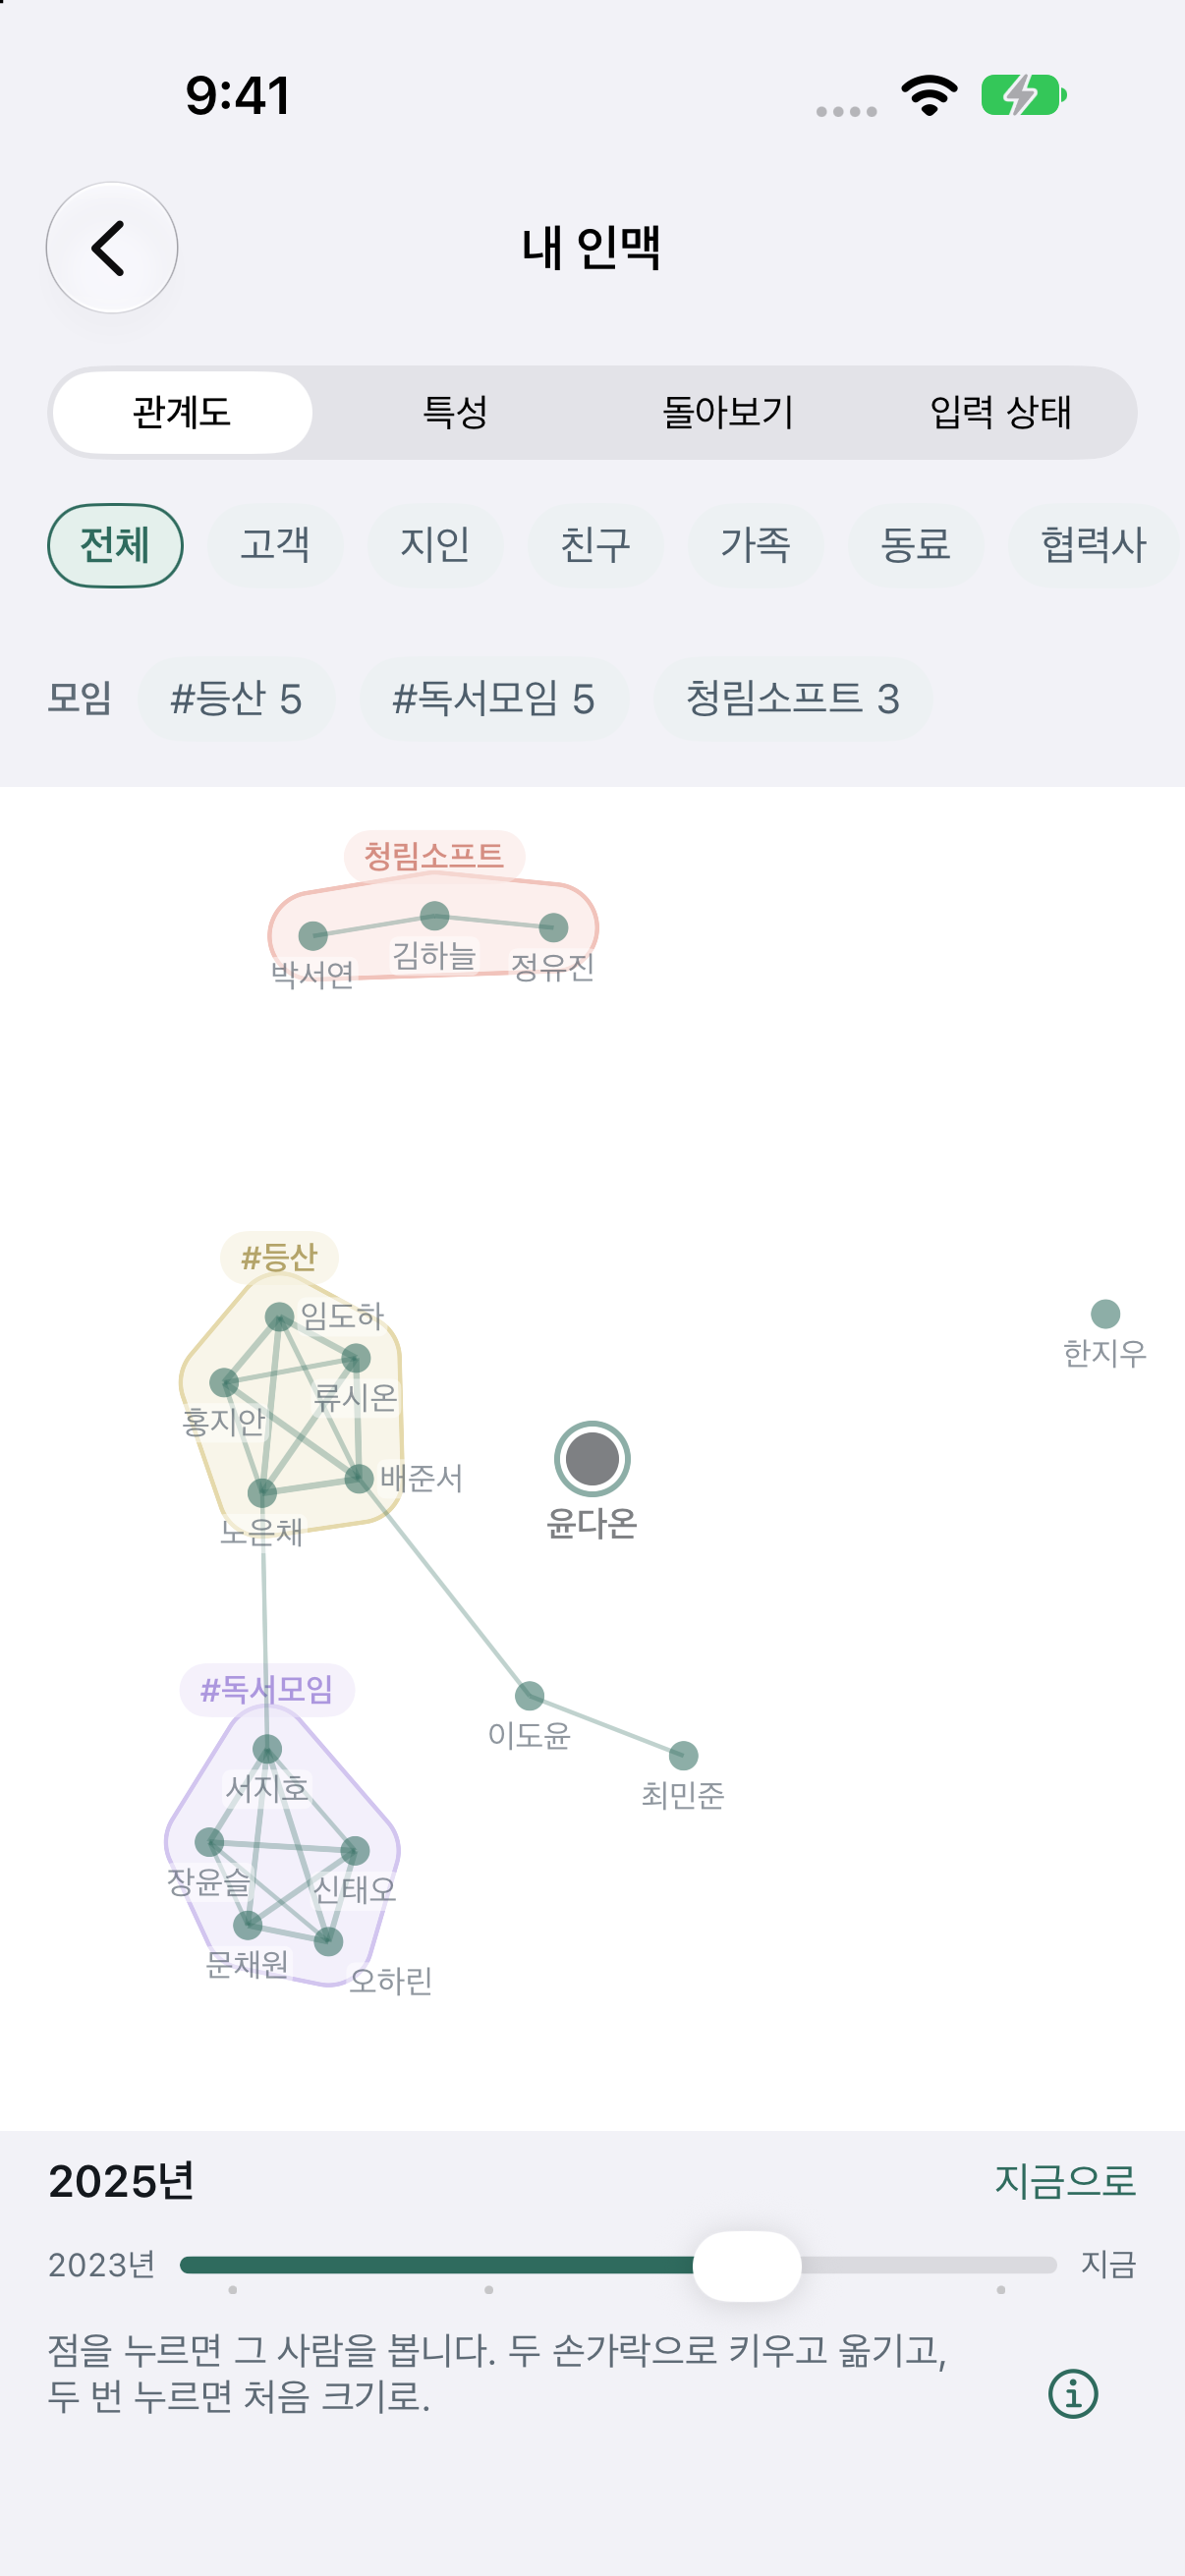 9:41
내 인맥
관계도 특성 돌아보기 입력 상태
전체 고객 지인 친구 가족 동료 협력사
모임 #등산 5 #독서모임 5 청림소프트 3
청림소프트
박서연 김하늘 정유진
#등산
임도하
한지우
류시온
홍지안
배준서
윤다온
노은채
#독서모임
이도윤
서지호
최민준
장윤슬
신태오
문채원
오하린
2025년 지금으로
2023년 지금
점을 누르면 그 사람을 봅니다. 두 손가락으로 키우고 옮기고,
두 번 누르면 처음 크기로.